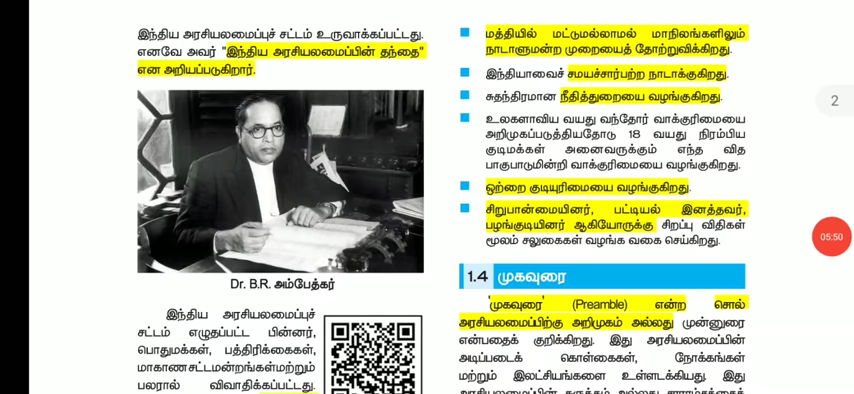 இந்திய அரசியலமைப்புச் சட்டம் உருவாக்கப்பட்டது.
எனவே அவர் "இந்திய அரசியலமைப்பின் தந்தை"
என அறியப்படுகிறார்.
Dr. B.R. அம்பேத்கர்
இந்திய அரசியலமைப்புச்
சட்டம் எழுதப்பட்ட பின்னர்,
பொதுமக்கள், பத்திரிக்கைகள்,
மாகாணசட்டமன்றங்கள்மற்றும்
பலரால் விவாதிக்கப்பட்டது.
மத்தியில் மட்டுமல்லாமல் மாநிலங்களிலும்
நாடாளுமன்ற முறையைத் தோற்றுவிக்கிறது.
இந்தியாவைச் சமயச்சார்பற்ற நாடாக்குகிறது.
சுதந்திரமான நீதித்துறையை வழங்குகிறது.
உலகளாவிய வயது வந்தோர் வாக்குரிமையை
அறிமுகப்படுத்தியதோடு 18 வயது நிரம்பிய
குடிமக்கள் அனைவருக்கும் எந்த வித
பாகுபாடுமின்றி வாக்குரிமையை வழங்குகிறது.
ஒற்றை குடியுரிமையை வழங்குகிறது.
சிறுபான்மையினர், பட்டியல் இனத்தவர்,
பழங்குடியினர் ஆகியோருக்கு சிறப்பு விதிகள்
மூலம் சலுகைகள் வழங்க வகை செய்கிறது.
1.4 முகவுரை
'முகவுரை' (Preamble) என்ற சொல்
அரசியலமைப்பிற்கு அறிமுகம் அல்லது முன்னுரை
என்பதைக் குறிக்கிறது. இது அரசியலமைப்பின்
அடிப்படைக் கொள்கைகள், நோக்கங்கள்
மற்றும் இலட்சியங்களை உள்ளடக்கியது. இது
2
05:50